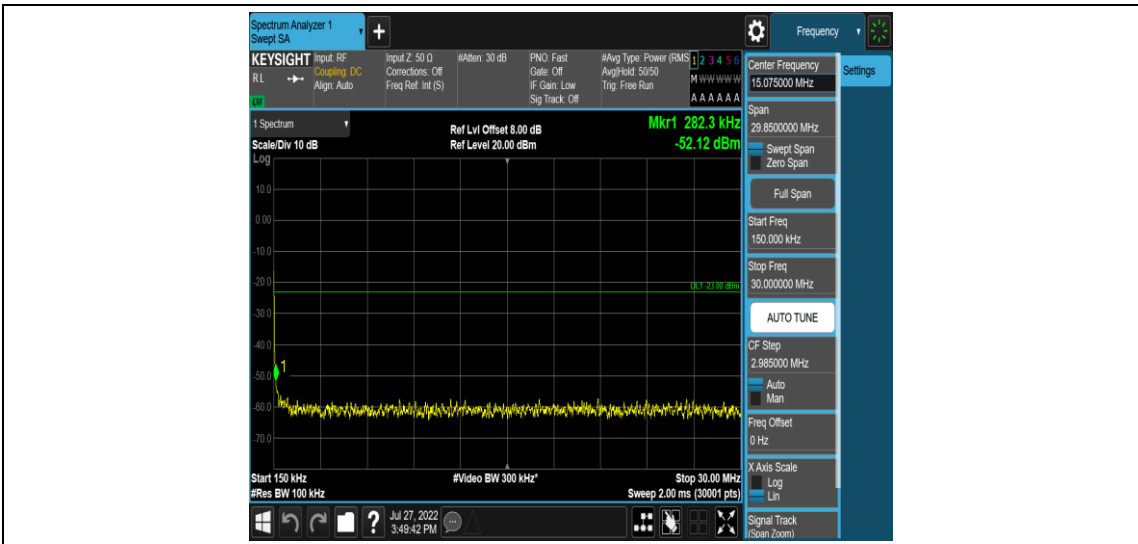 Spectrum Analyzer 1
Swept SA
+
Frequency
KEYSIGHT
RL
LXI
Input: RF
Coupling: DC
Align: Auto
Input Z: 50 Ω
Corrections: Off
Freq Ref: Int (S)
#Atten: 30 dB
PNO: Fast
Gate: Off
IF Gain: Low
Sig Track: Off
#Avg Type: Power (RMS
Avg|Hold: 50/50
Trig: Free Run
1 2 3 4 5 6
M W W W W W
A A A A A A
1 Spectrum
Scale/Div 10 dB
Ref Lvl Offset 8.00 dB
Ref Level 20.00 dBm
Mkr1 282.3 kHz
-52.12 dBm
Log
10.0
0.00
-10.0
-20.0
-30.0
-40.0
-50.0
-60.0
-70.0
DL1 -23.00 dBm
1
Start 150 kHz
#Res BW 100 kHz
#Video BW 300 kHz*
Stop 30.00 MHz
Sweep 2.00 ms (30001 pts)
?
Jul 27, 2022
3:49:42 PM
Center Frequency
15.075000 MHz
Settings
Span
29.8500000 MHz
Swept Span
Zero Span
Full Span
Start Freq
150.000 kHz
Stop Freq
30.000000 MHz
AUTO TUNE
CF Step
2.985000 MHz
Auto
Man
Freq Offset
0 Hz
X Axis Scale
Log
Lin
Signal Track
(Span Zoom)